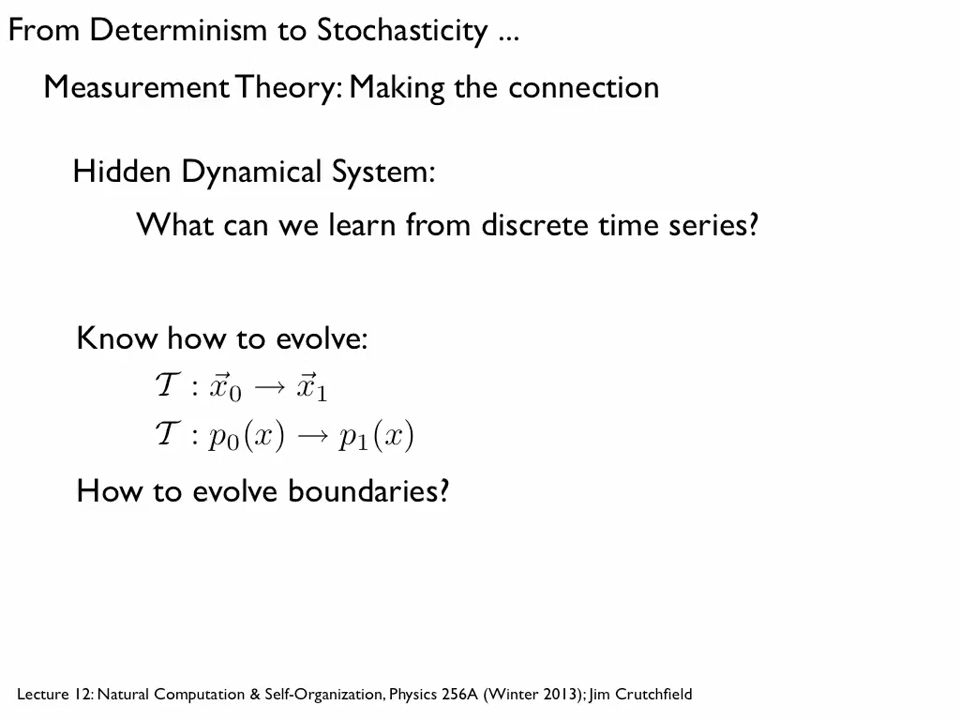 From Determinism to Stochasticity ...
Measurement Theory: Making the connection
Hidden Dynamical System:
What can we learn from discrete time series?
Know how to evolve:
𝒯 : x⃗₀ → x⃗₁
𝒯 : p₀(x) → p₁(x)
How to evolve boundaries?
Lecture 12: Natural Computation & Self-Organization, Physics 256A (Winter 2013); Jim Crutchfield